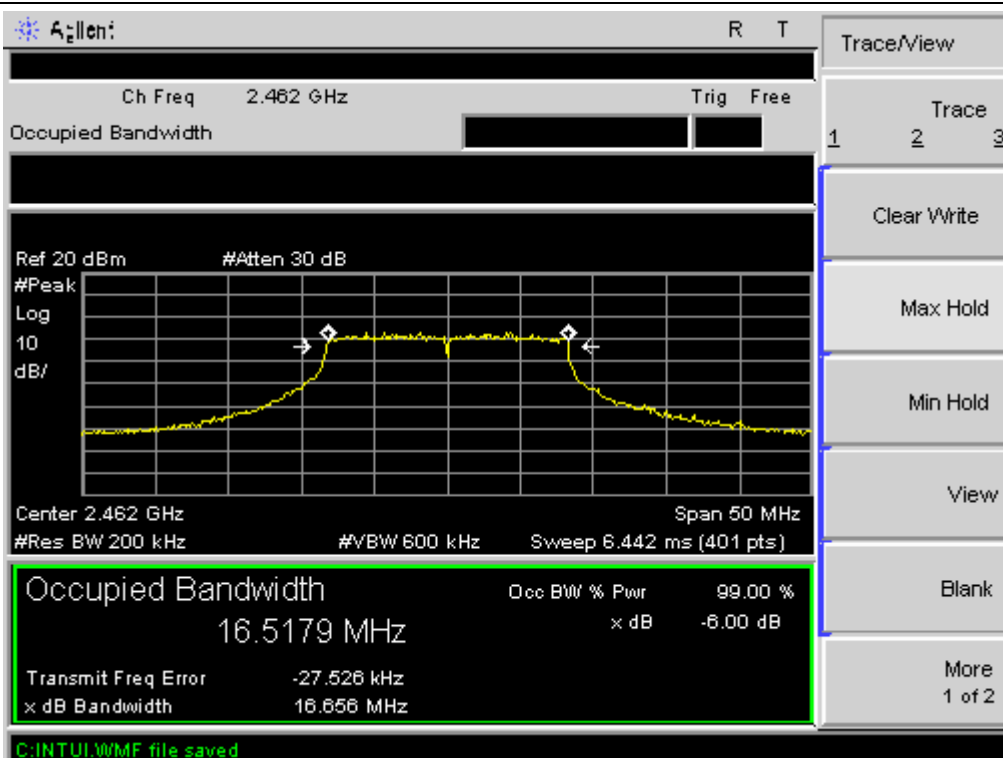 Agilent R T
Ch Freq 2.462 GHz Trig Free
Occupied Bandwidth
Ref 20 dBm #Atten 30 dB
#Peak
Log
10
dB/
Center 2.462 GHz Span 50 MHz
#Res BW 200 kHz #VBW 600 kHz Sweep 6.442 ms (401 pts)
Occupied Bandwidth
16.5179 MHz
Occ BW % Pwr 99.00 %
x dB -6.00 dB
Transmit Freq Error -27.526 kHz
x dB Bandwidth 16.656 MHz
C:INTUI.WMF file saved
Trace/View
Trace
1 2 3
Clear Write
Max Hold
Min Hold
View
Blank
More
1 of 2